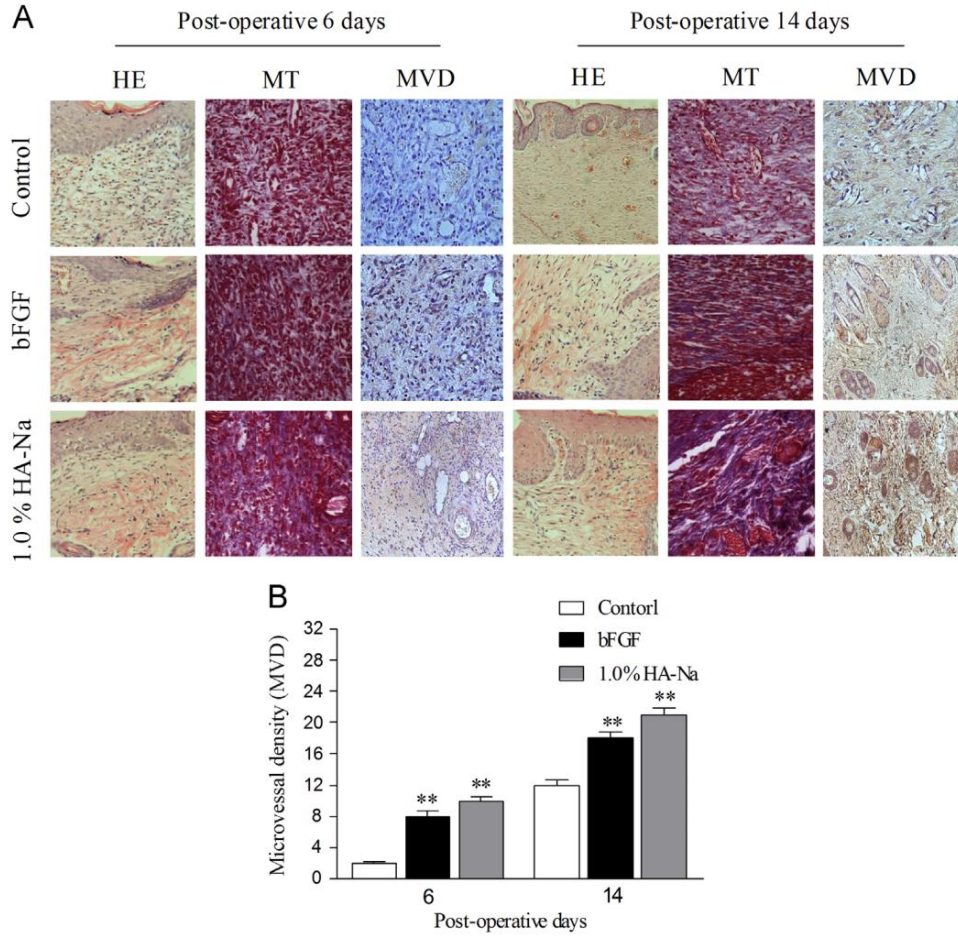 A
Post-operative 6 days
Post-operative 14 days
HE
MT
MVD
HE
MT
MVD
Control
bFGF
1.0 % HA-Na
B
Contorl
bFGF
1.0% HA-Na
Microvessal density (MVD)
32
28
24
20
16
12
8
4
0
**
**
**
**
6
14
Post-operative days